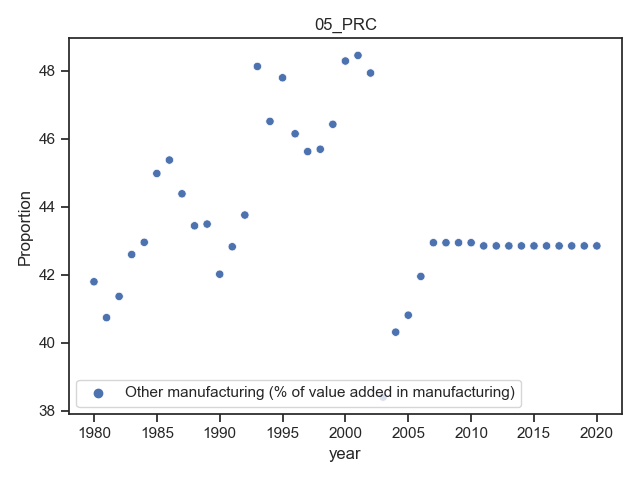 05_PRC
Proportion
48
46
44
42
40
38
Other manufacturing (% of value added in manufacturing)
1980 1985 1990 1995 2000 2005 2010 2015 2020
year